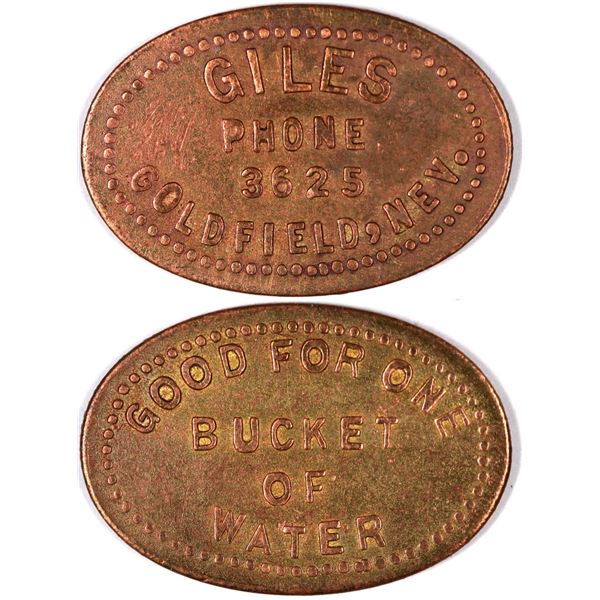 GILES
PHONE
3625
GOLDFIELD, NEV.
GOOD FOR ONE
BUCKET
OF
WATER